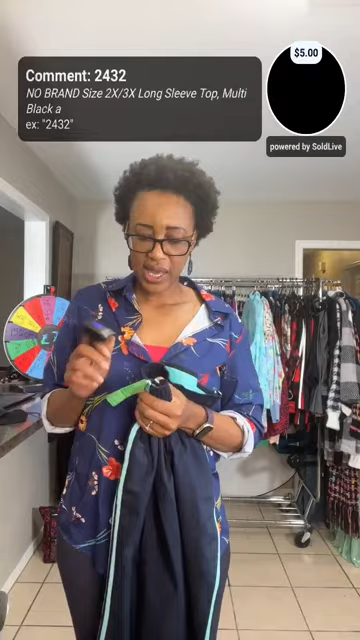 Comment: 2432
NO BRAND Size 2X/3X Long Sleeve Top, Multi
Black a
ex: "2432"
$5.00
powered by SoldLive